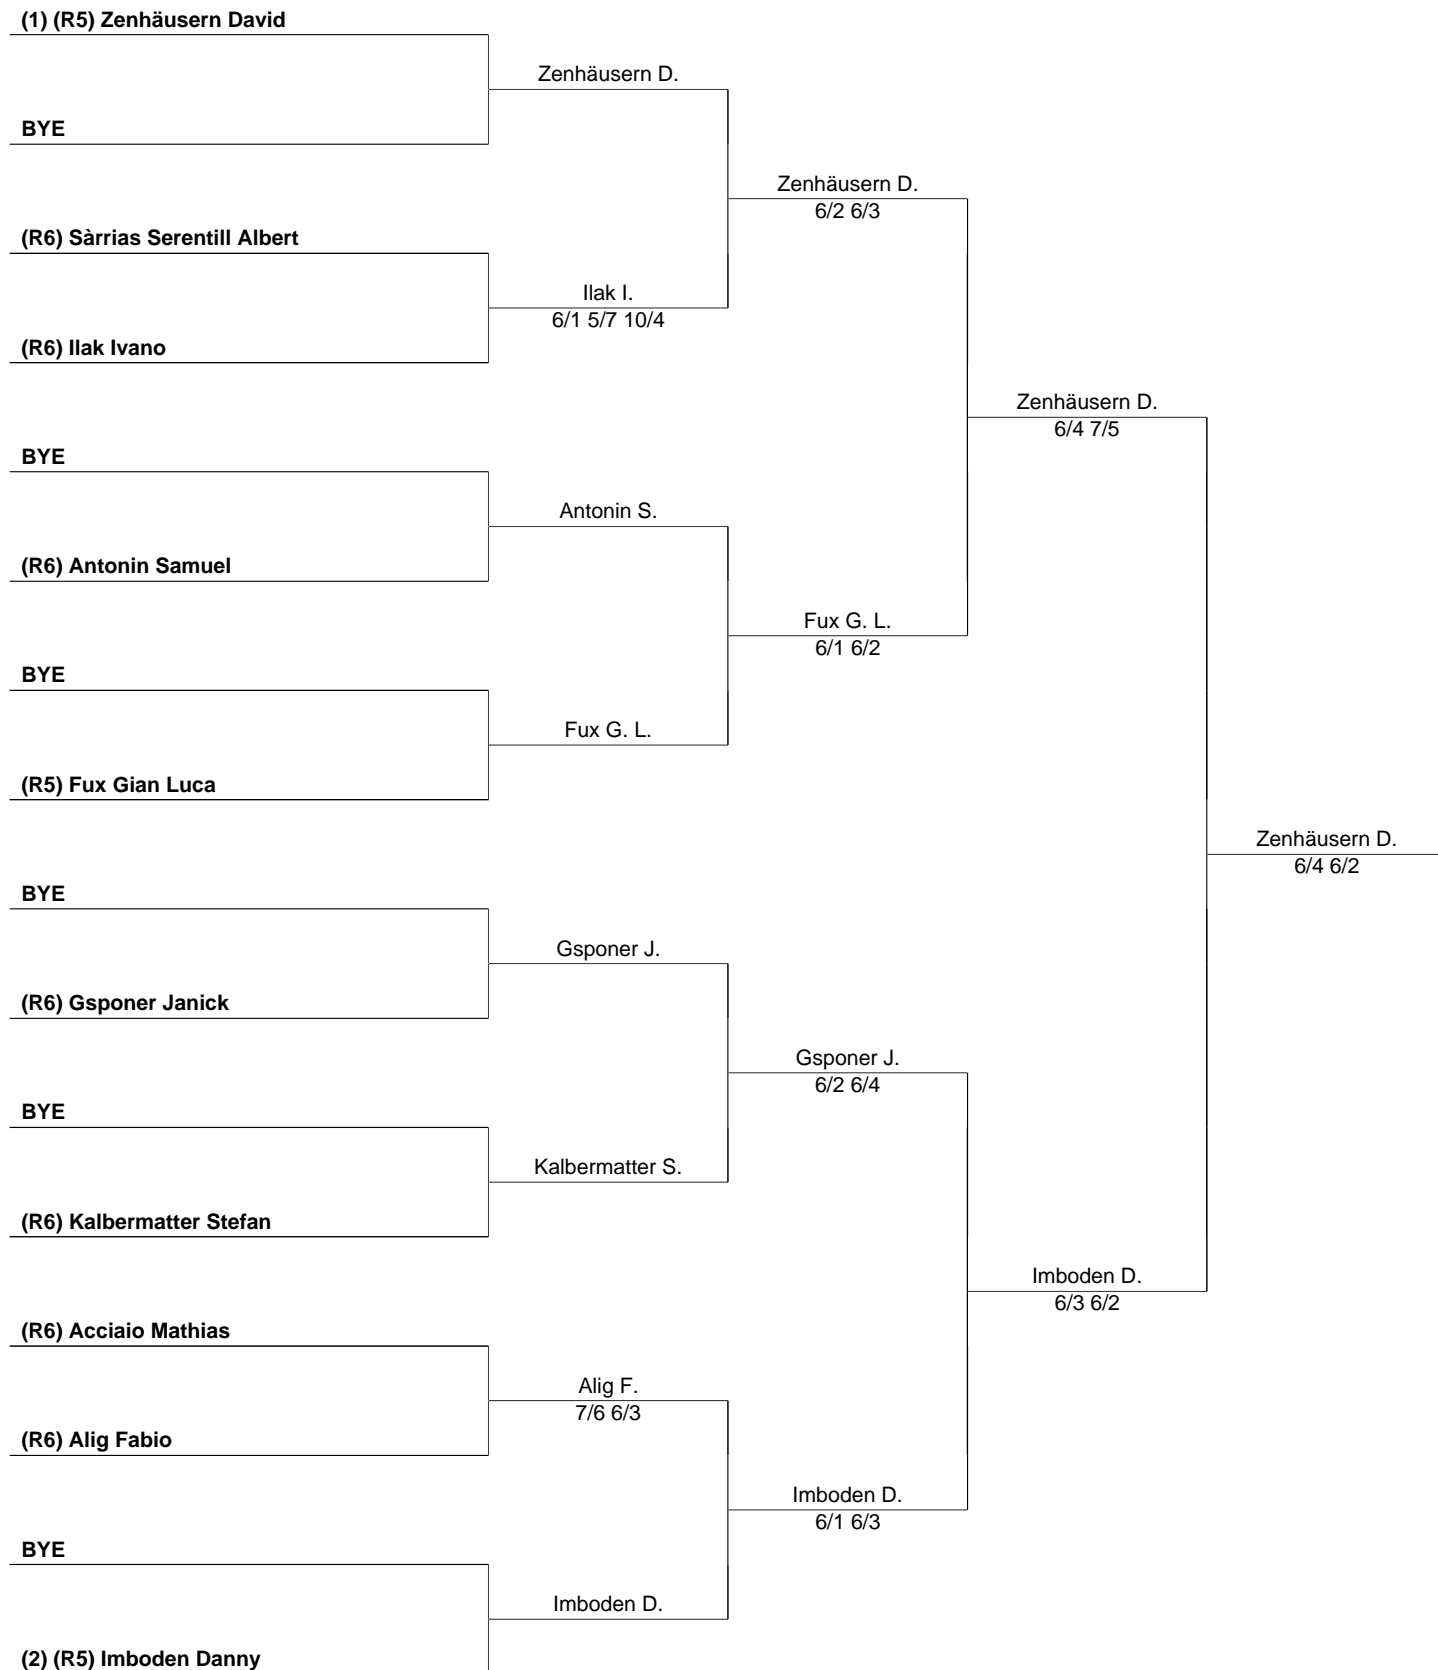 (1) (R5) Zenhäusern David
Zenhäusern D.
BYE
Zenhäusern D.
6/2 6/3
(R6) Sàrrias Serentill Albert
Ilak I.
6/1 5/7 10/4
(R6) Ilak Ivano
Zenhäusern D.
6/4 7/5
BYE
Antonin S.
(R6) Antonin Samuel
Fux G. L.
6/1 6/2
BYE
Fux G. L.
(R5) Fux Gian Luca
Zenhäusern D.
6/4 6/2
BYE
Gsponer J.
(R6) Gsponer Janick
Gsponer J.
6/2 6/4
BYE
Kalbermatter S.
(R6) Kalbermatter Stefan
Imboden D.
6/3 6/2
(R6) Acciaio Mathias
Alig F.
7/6 6/3
(R6) Alig Fabio
Imboden D.
6/1 6/3
BYE
Imboden D.
(2) (R5) Imboden Danny